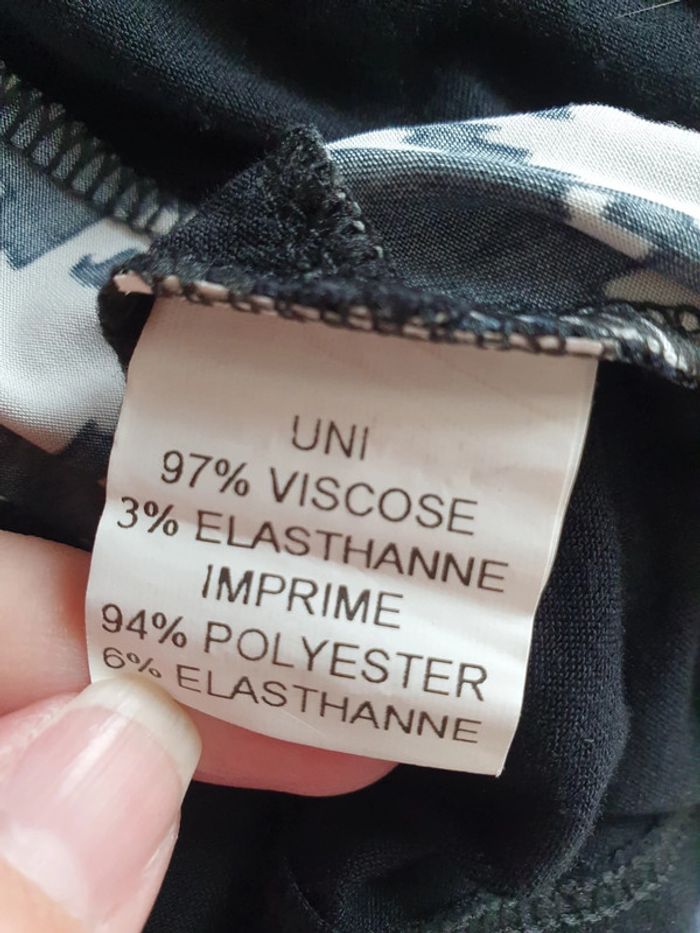 UNI
97% VISCOSE
3% ELASTHANNE
IMPRIME
94% POLYESTER
6% ELASTHANNE